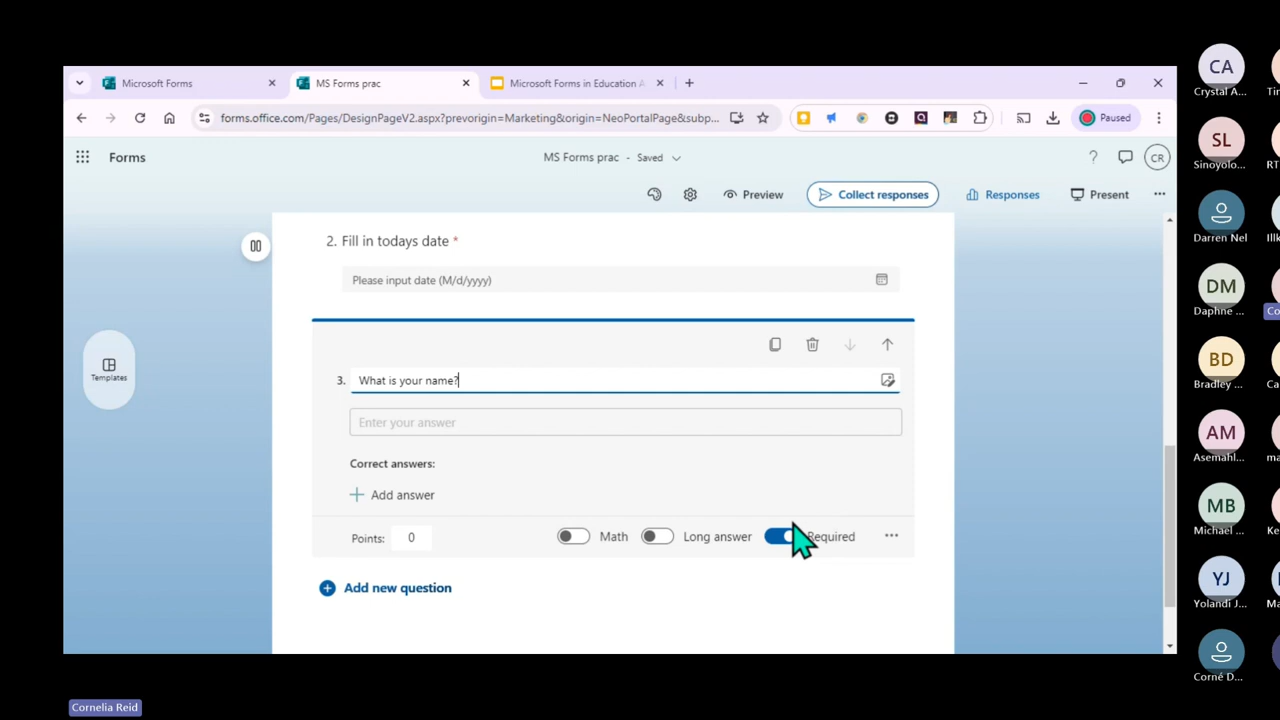 Microsoft Forms
MS Forms prac
Microsoft Forms in Education A
forms.office.com/Pages/DesignPageV2.aspx?prevorigin=Marketing&origin=NeoPortalPage&subp...
Paused
Forms
MS Forms prac - Saved
?
CR
Preview
Collect responses
Responses
Present
2. Fill in todays date *
Please input date (M/d/yyyy)
Templates
3. What is your name?
Enter your answer
Correct answers:
Add answer
Points: 0
Math
Long answer
Required
Add new question
Cornelia Reid
CA
Crystal A...
SL
Sinoyolo...
Darren Nel
DM
Daphne ...
BD
Bradley ...
AM
Asemahl...
MB
Michael ...
YJ
Yolandi J...
Corné D...
RT